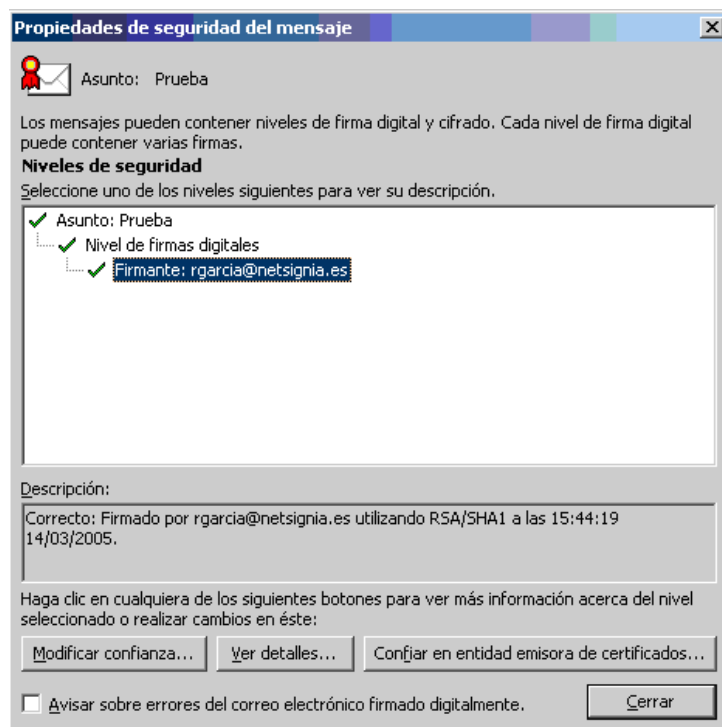 Propiedades de seguridad del mensaje
Asunto: Prueba
Los mensajes pueden contener niveles de firma digital y cifrado. Cada nivel de firma digital
puede contener varias firmas.
Niveles de seguridad
Seleccione uno de los niveles siguientes para ver su descripción.
Asunto: Prueba
Nivel de firmas digitales
Firmante: rgarcia@netsignia.es
Descripción:
Correcto: Firmado por rgarcia@netsignia.es utilizando RSA/SHA1 a las 15:44:19
14/03/2005.
Haga clic en cualquiera de los siguientes botones para ver más información acerca del nivel
seleccionado o realizar cambios en éste:
Modificar confianza... Ver detalles... Confiar en entidad emisora de certificados...
Avisar sobre errores del correo electrónico firmado digitalmente. Cerrar